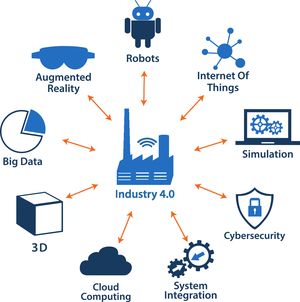 Robots
Augmented
Reality
Internet Of
Things
Big Data
Simulation
Industry 4.0
3D
Cybersecurity
Cloud
Computing
System
Integration